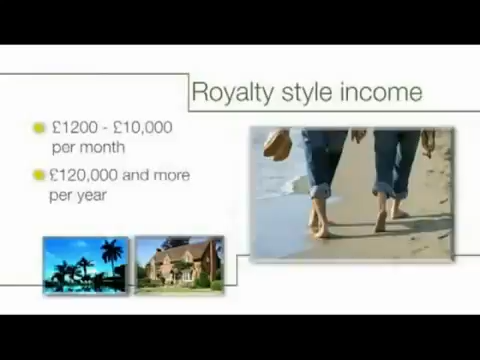 Royalty style income
£1200 - £10,000
per month
£120,000 and more
per year